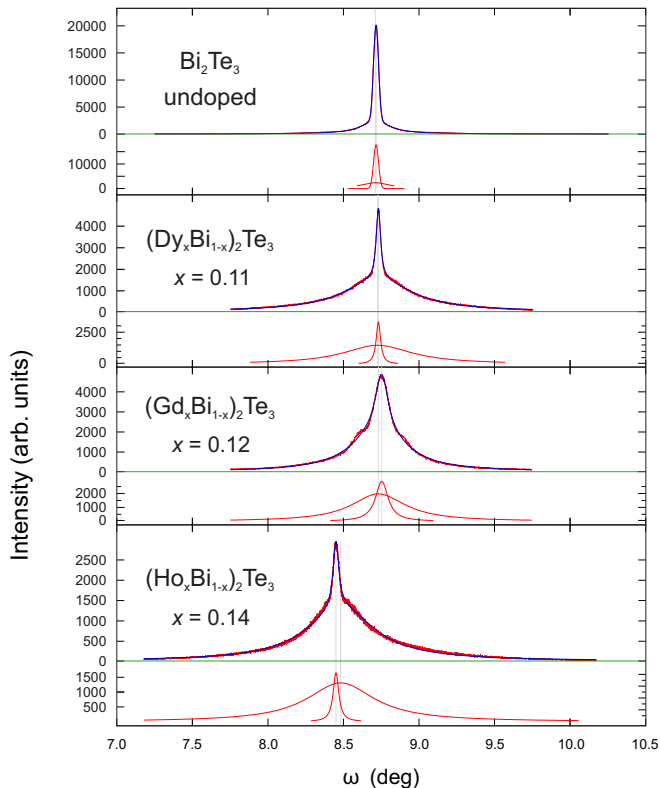 20000
15000
10000
5000
0
Bi₂Te₃
undoped
10000
0
4000
3000
2000
1000
0
(DyₓBi₁₋ₓ)₂Te₃
x = 0.11
2500
0
4000
3000
2000
1000
0
(GdₓBi₁₋ₓ)₂Te₃
x = 0.12
2000
1000
0
2500
2000
1500
1000
500
0
(HoₓBi₁₋ₓ)₂Te₃
x = 0.14
1500
1000
500
7.0 7.5 8.0 8.5 9.0 9.5 10.0 10.5
ω (deg)
Intensity (arb. units)